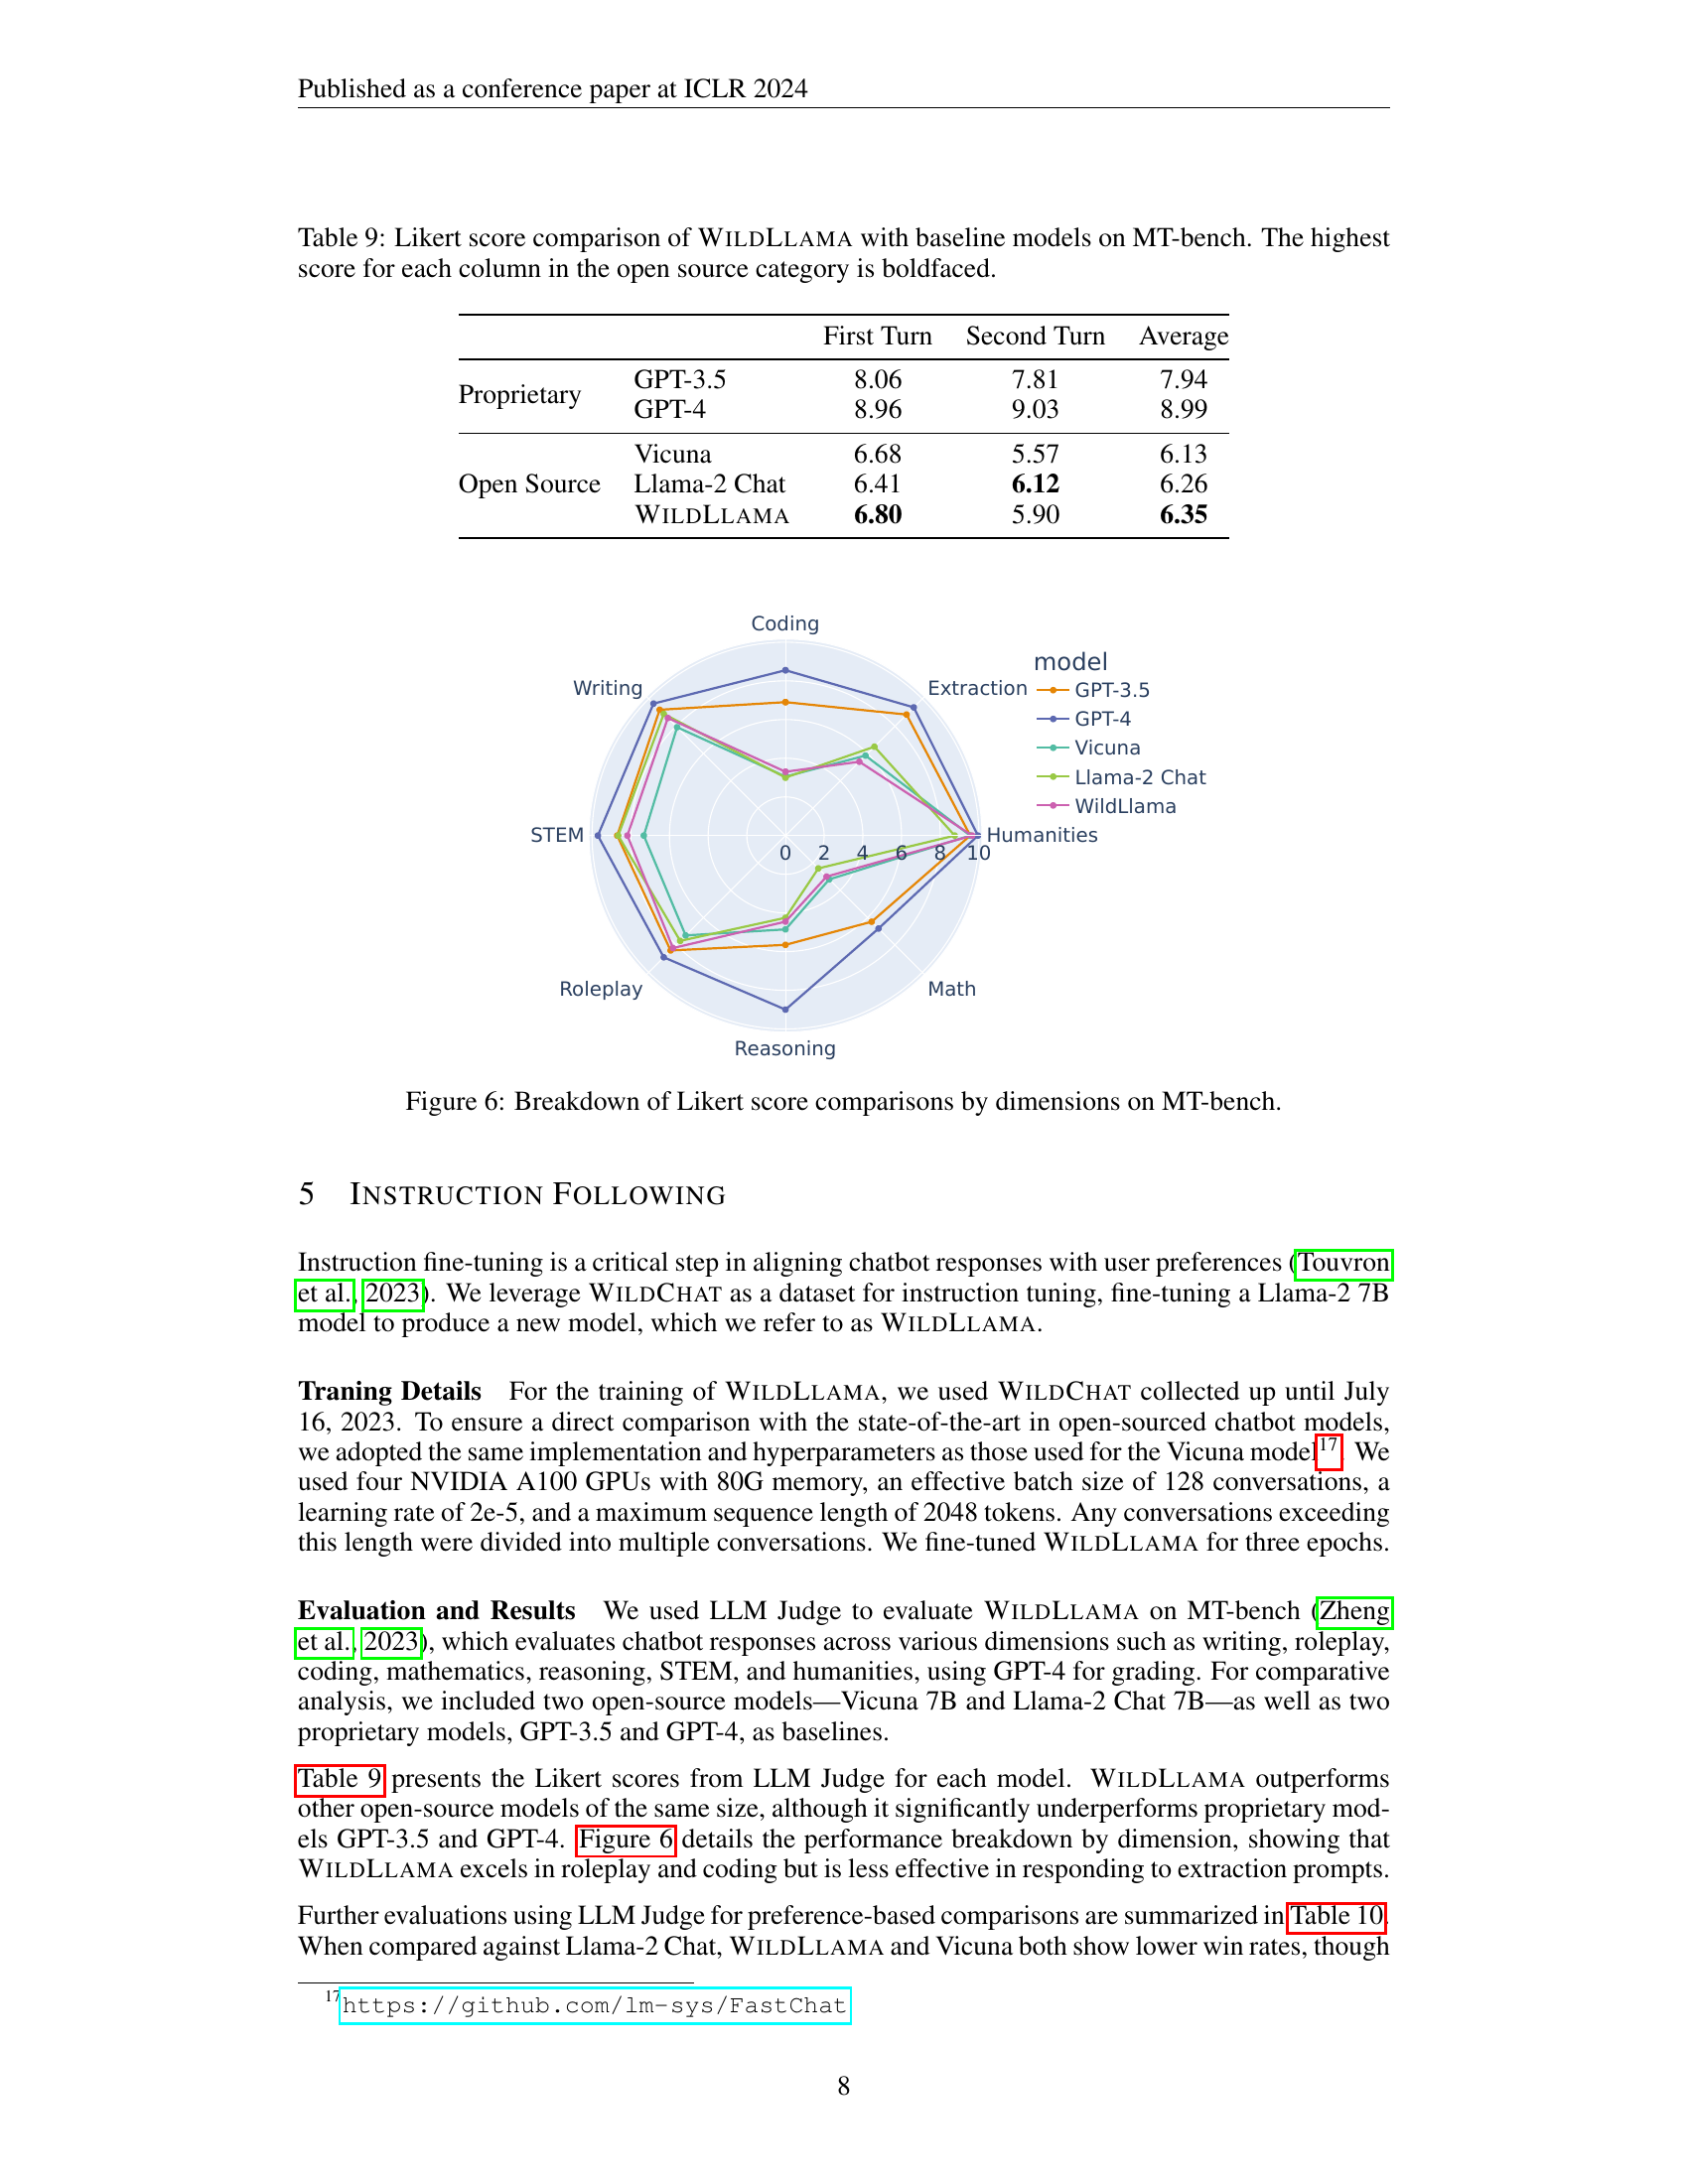 Published as a conference paper at ICLR 2024
Table 9: Likert score comparison of WILDLLAMA with baseline models on MT-bench. The highest
score for each column in the open source category is boldfaced.
First Turn Second Turn Average
Proprietary
GPT-3.5 8.06 7.81 7.94
GPT-4 8.96 9.03 8.99
Open Source
Vicuna 6.68 5.57 6.13
Llama-2 Chat 6.41 6.12 6.26
WILDLLAMA 6.80 5.90 6.35
Coding
Writing
Extraction
STEM
Humanities
0 2 4 6 8 10
Roleplay
Math
Reasoning
model
GPT-3.5
GPT-4
Vicuna
Llama-2 Chat
WildLlama
Figure 6: Breakdown of Likert score comparisons by dimensions on MT-bench.
5 INSTRUCTION FOLLOWING
Instruction fine-tuning is a critical step in aligning chatbot responses with user preferences (Touvron
et al., 2023). We leverage WILDCHAT as a dataset for instruction tuning, fine-tuning a Llama-2 7B
model to produce a new model, which we refer to as WILDLLAMA.
Traning Details For the training of WILDLLAMA, we used WILDCHAT collected up until July
16, 2023. To ensure a direct comparison with the state-of-the-art in open-sourced chatbot models,
we adopted the same implementation and hyperparameters as those used for the Vicuna model17. We
used four NVIDIA A100 GPUs with 80G memory, an effective batch size of 128 conversations, a
learning rate of 2e-5, and a maximum sequence length of 2048 tokens. Any conversations exceeding
this length were divided into multiple conversations. We fine-tuned WILDLLAMA for three epochs.
Evaluation and Results We used LLM Judge to evaluate WILDLLAMA on MT-bench (Zheng
et al., 2023), which evaluates chatbot responses across various dimensions such as writing, roleplay,
coding, mathematics, reasoning, STEM, and humanities, using GPT-4 for grading. For comparative
analysis, we included two open-source models—Vicuna 7B and Llama-2 Chat 7B—as well as two
proprietary models, GPT-3.5 and GPT-4, as baselines.
Table 9 presents the Likert scores from LLM Judge for each model. WILDLLAMA outperforms
other open-source models of the same size, although it significantly underperforms proprietary mod-
els GPT-3.5 and GPT-4. Figure 6 details the performance breakdown by dimension, showing that
WILDLLAMA excels in roleplay and coding but is less effective in responding to extraction prompts.
Further evaluations using LLM Judge for preference-based comparisons are summarized in Table 10.
When compared against Llama-2 Chat, WILDLLAMA and Vicuna both show lower win rates, though
17https://github.com/lm-sys/FastChat
8